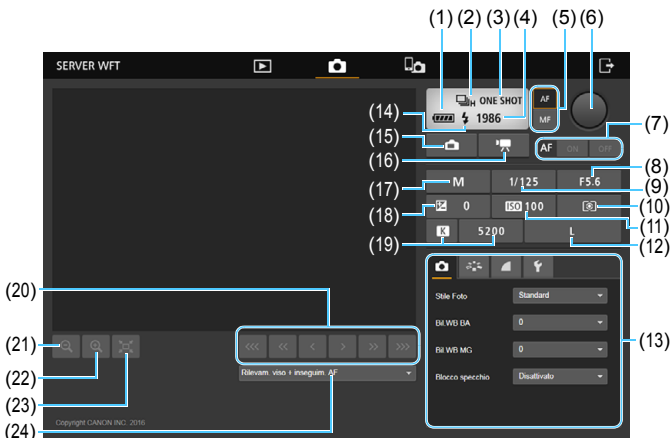 (1) (2) (3) (4) (5) (6)
SERVER WFT
H ONE SHOT
AF
(14)
1986
MF
(7)
(15)
AF ON OFF
(16)
(8)
(17) M 1/125 F5.6
(9)
(10)
(18) 0 ISO 100
(11)
(19) K 5200 L
(12)
(20)
Stile Foto Standard
Bil.WB BA 0
(13)
(21)
Bil.WB MG 0
(22)
Rilevam. viso + inseguim. AF
Blocco specchio Disattivato
(23)
Copyright CANON INC. 2016
(24)